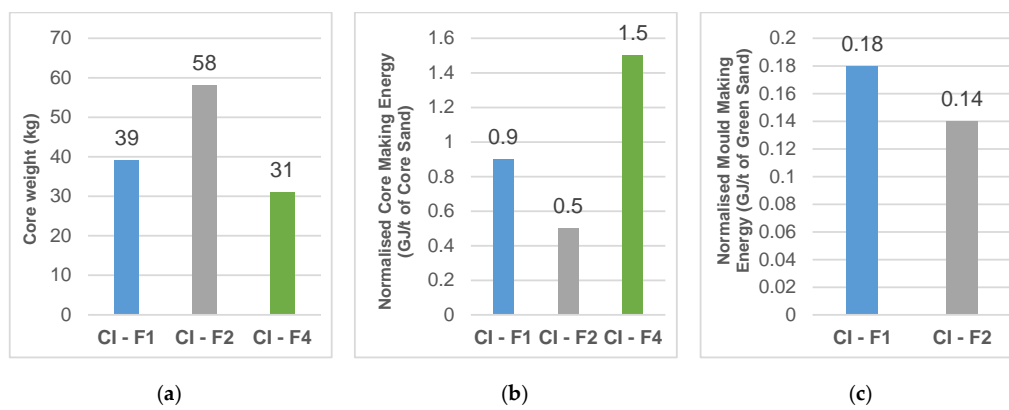 Core weight (kg)
70
60
50
40
30
20
10
0
39
58
31
CI - F1
CI - F2
CI - F4
(a)
Normalised Core Making Energy
(GJ/t of Core Sand)
1.6
1.4
1.2
1
0.8
0.6
0.4
0.2
0
0.9
0.5
1.5
CI - F1
CI - F2
CI - F4
(b)
Normalised Mould Making
Energy (GJ/t of Green Sand)
0.2
0.18
0.16
0.14
0.12
0.1
0.08
0.06
0.04
0.02
0
0.18
0.14
CI - F1
CI - F2
(c)